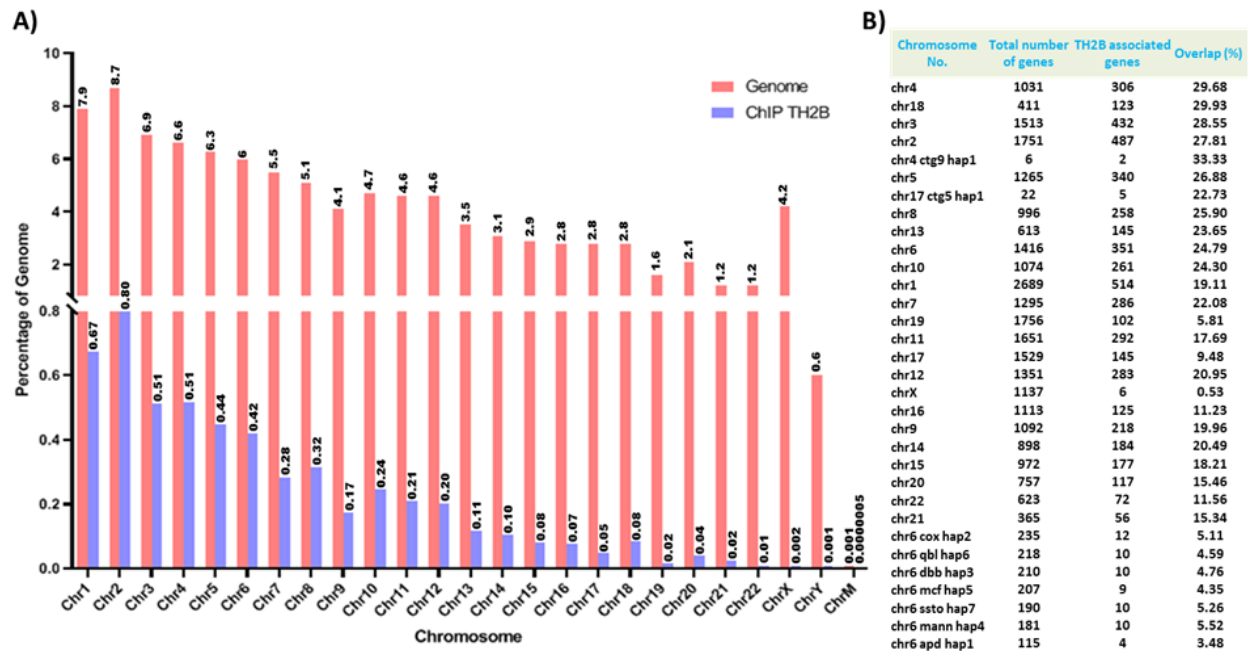 A)
10
8
6
4
2
0.8
0.6
0.4
0.2
0.0
Percentage of Genome
Genome
ChIP TH2B
7.9
0.67
8.7
0.80
6.9
0.51
6.6
0.51
6.3
0.44
6
0.42
5.5
0.28
5.1
0.32
4.1
0.17
4.7
0.24
4.6
0.21
4.6
0.20
3.5
0.11
3.1
0.10
2.9
0.08
2.8
0.07
2.8
0.05
2.8
0.08
1.6
0.02
2.1
0.04
1.2
0.02
1.2
0.01
4.2
0.002
0.6
0.001
0.001
0.0000005
Chr1
Chr2
Chr3
Chr4
Chr5
Chr6
Chr7
Chr8
Chr9
Chr10
Chr11
Chr12
Chr13
Chr14
Chr15
Chr16
Chr17
Chr18
Chr19
Chr20
Chr21
Chr22
ChrX
ChrY
ChrM
Chromosome
B)
Chromosome Total number TH2B associated Overlap (%)
No. of genes genes
chr4 1031 306 29.68
chr18 411 123 29.93
chr3 1513 432 28.55
chr2 1751 487 27.81
chr4 ctg9 hap1 6 2 33.33
chr5 1265 340 26.88
chr17 ctg5 hap1 22 5 22.73
chr8 996 258 25.90
chr13 613 145 23.65
chr6 1416 351 24.79
chr10 1074 261 24.30
chr1 2689 514 19.11
chr7 1295 286 22.08
chr19 1756 102 5.81
chr11 1651 292 17.69
chr17 1529 145 9.48
chr12 1351 283 20.95
chrX 1137 6 0.53
chr16 1113 125 11.23
chr9 1092 218 19.96
chr14 898 184 20.49
chr15 972 177 18.21
chr20 757 117 15.46
chr22 623 72 11.56
chr21 365 56 15.34
chr6 cox hap2 235 12 5.11
chr6 qbl hap6 218 10 4.59
chr6 dbb hap3 210 10 4.76
chr6 mcf hap5 207 9 4.35
chr6 ssto hap7 190 10 5.26
chr6 mann hap4 181 10 5.52
chr6 apd hap1 115 4 3.48